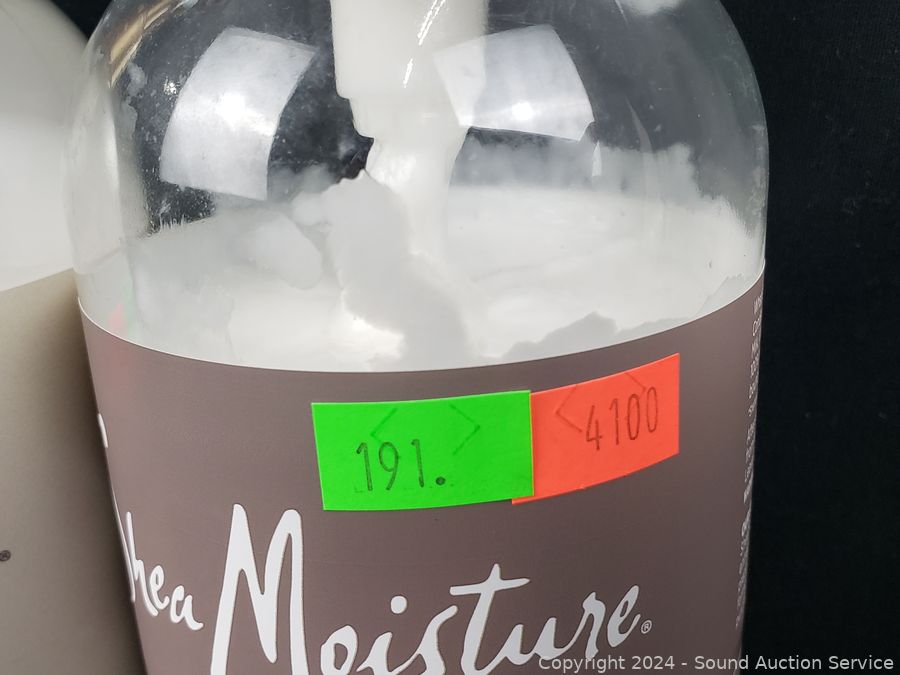 191.
4100
Shea Moisture®
Copyright 2024 - Sound Auction Service